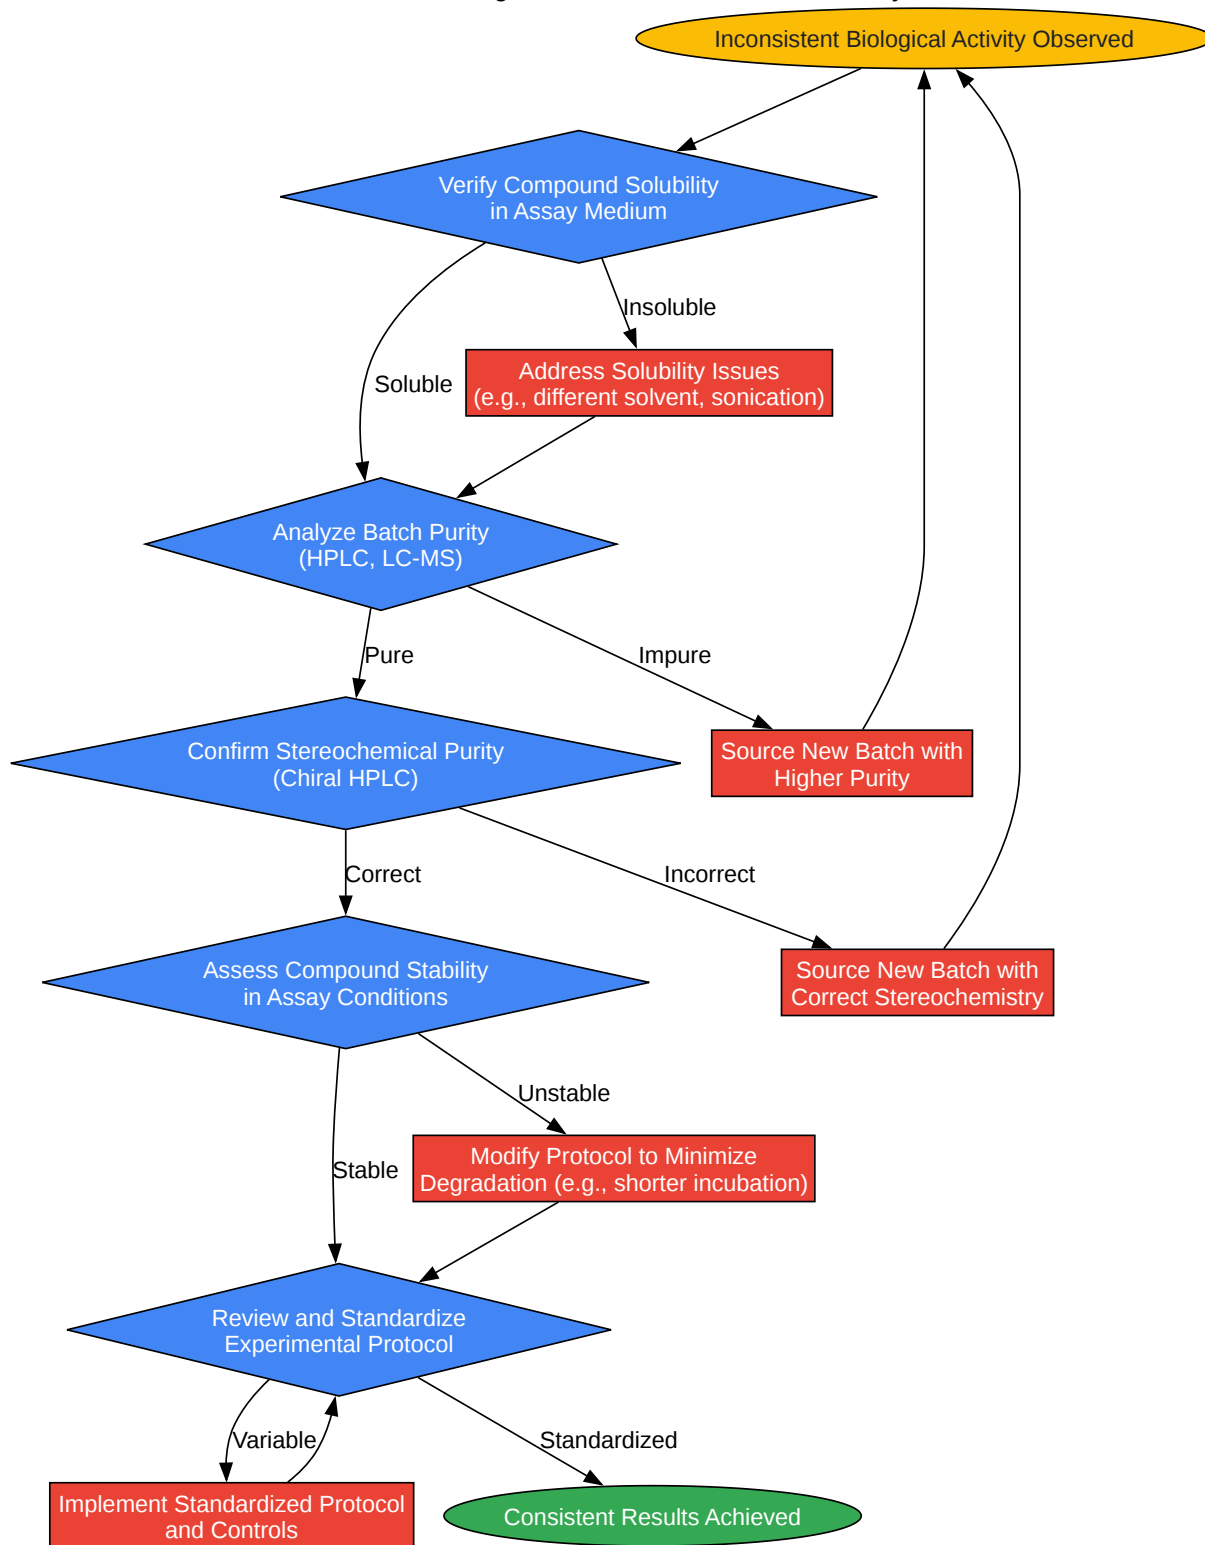 Inconsistent Biological Activity Observed
Verify Compound Solubility
in Assay Medium
Insoluble
Soluble
Address Solubility Issues
(e.g., different solvent, sonication)
Analyze Batch Purity
(HPLC, LC-MS)
Pure
Impure
Confirm Stereochemical Purity
(Chiral HPLC)
Source New Batch with
Higher Purity
Correct
Incorrect
Assess Compound Stability
in Assay Conditions
Source New Batch with
Correct Stereochemistry
Unstable
Stable
Modify Protocol to Minimize
Degradation (e.g., shorter incubation)
Review and Standardize
Experimental Protocol
Variable
Standardized
Implement Standardized Protocol
and Controls
Consistent Results Achieved